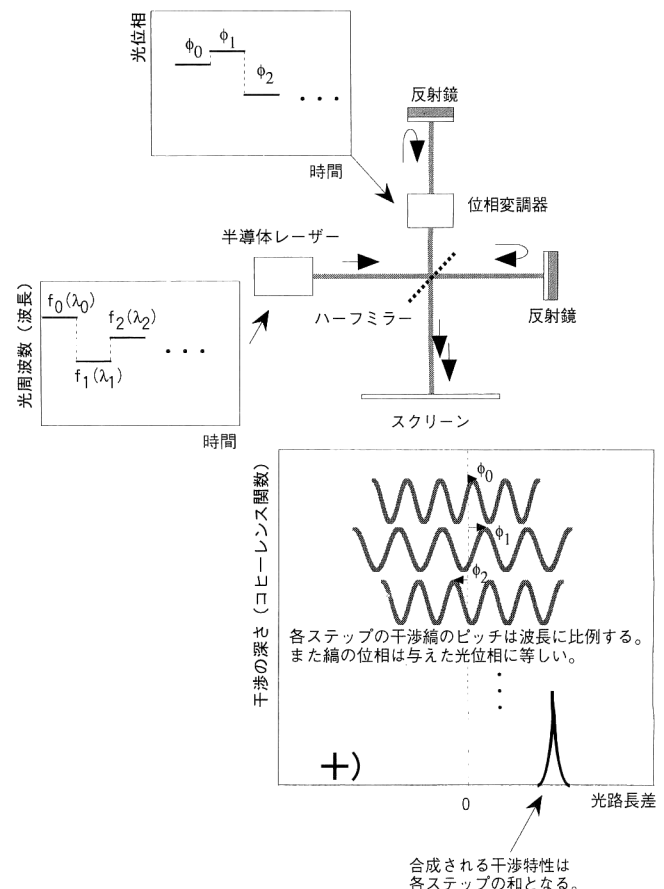 光位相
ϕ0
ϕ1
ϕ2
・・・
時間
反射鏡
位相変調器
半導体レーザー
ハーフミラー
反射鏡
スクリーン
光周波数（波長）
f0(λ0)
f2(λ2)
・・・
f1(λ1)
時間
干渉の深さ（コヒーレンス関数）
ϕ0
ϕ1
ϕ2
各ステップの干渉縞のピッチは波長に比例する。
また縞の位相は与えた光位相に等しい。
＋）
0
光路長差
合成される干渉特性は
各ステップの和となる。